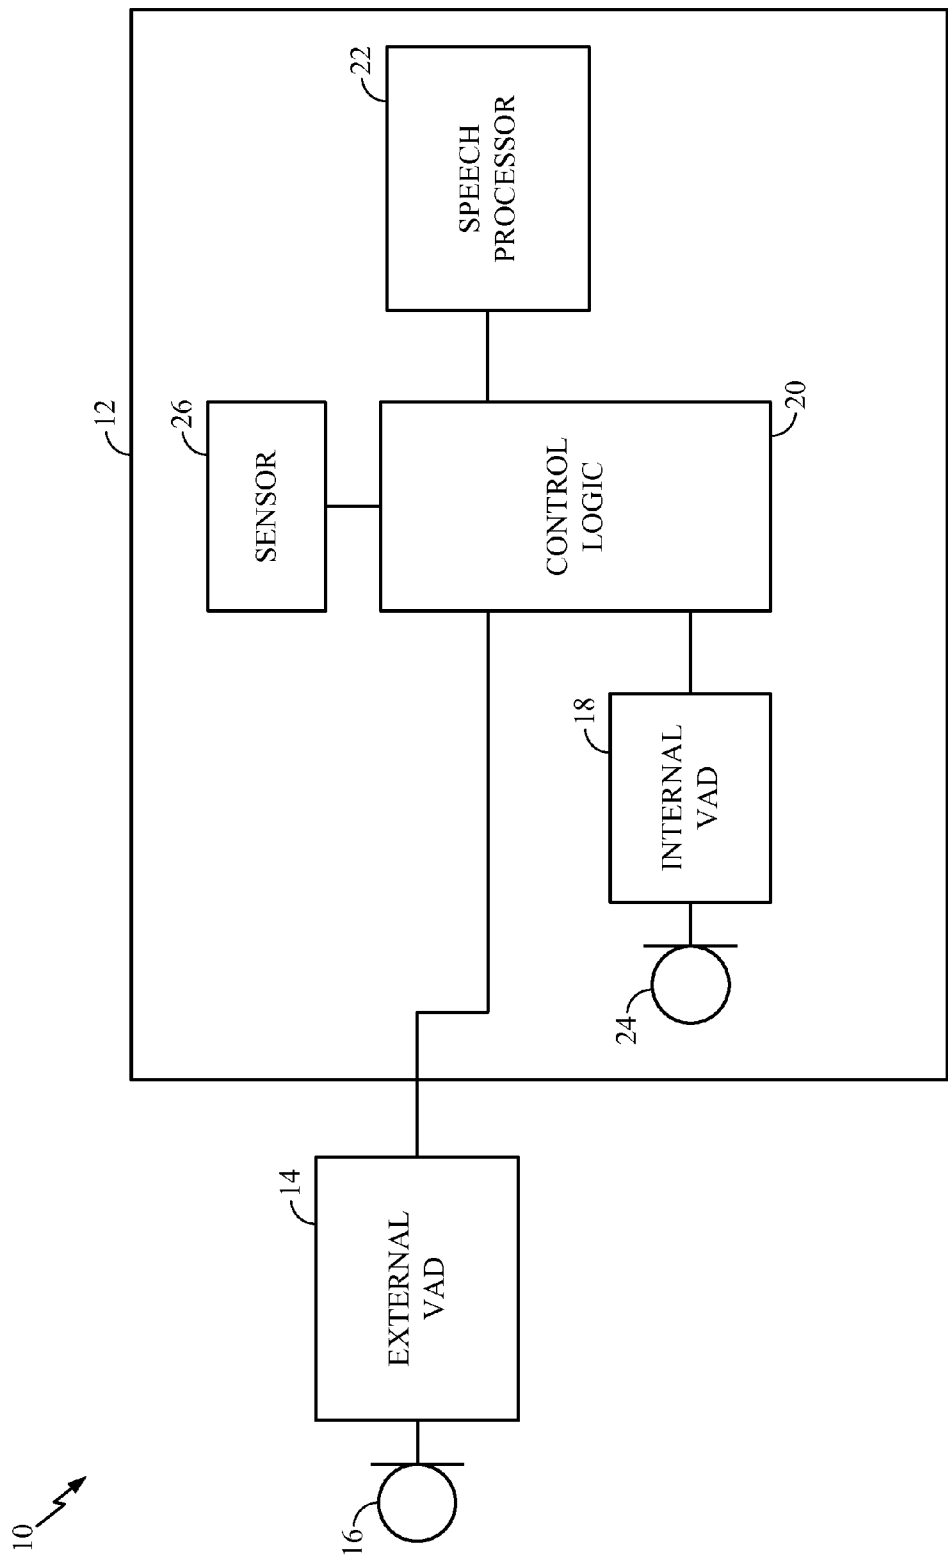 10
12
16
14
EXTERNAL
VAD
26
SENSOR
22
SPEECH
PROCESSOR
CONTROL
LOGIC
20
24
18
INTERNAL
VAD